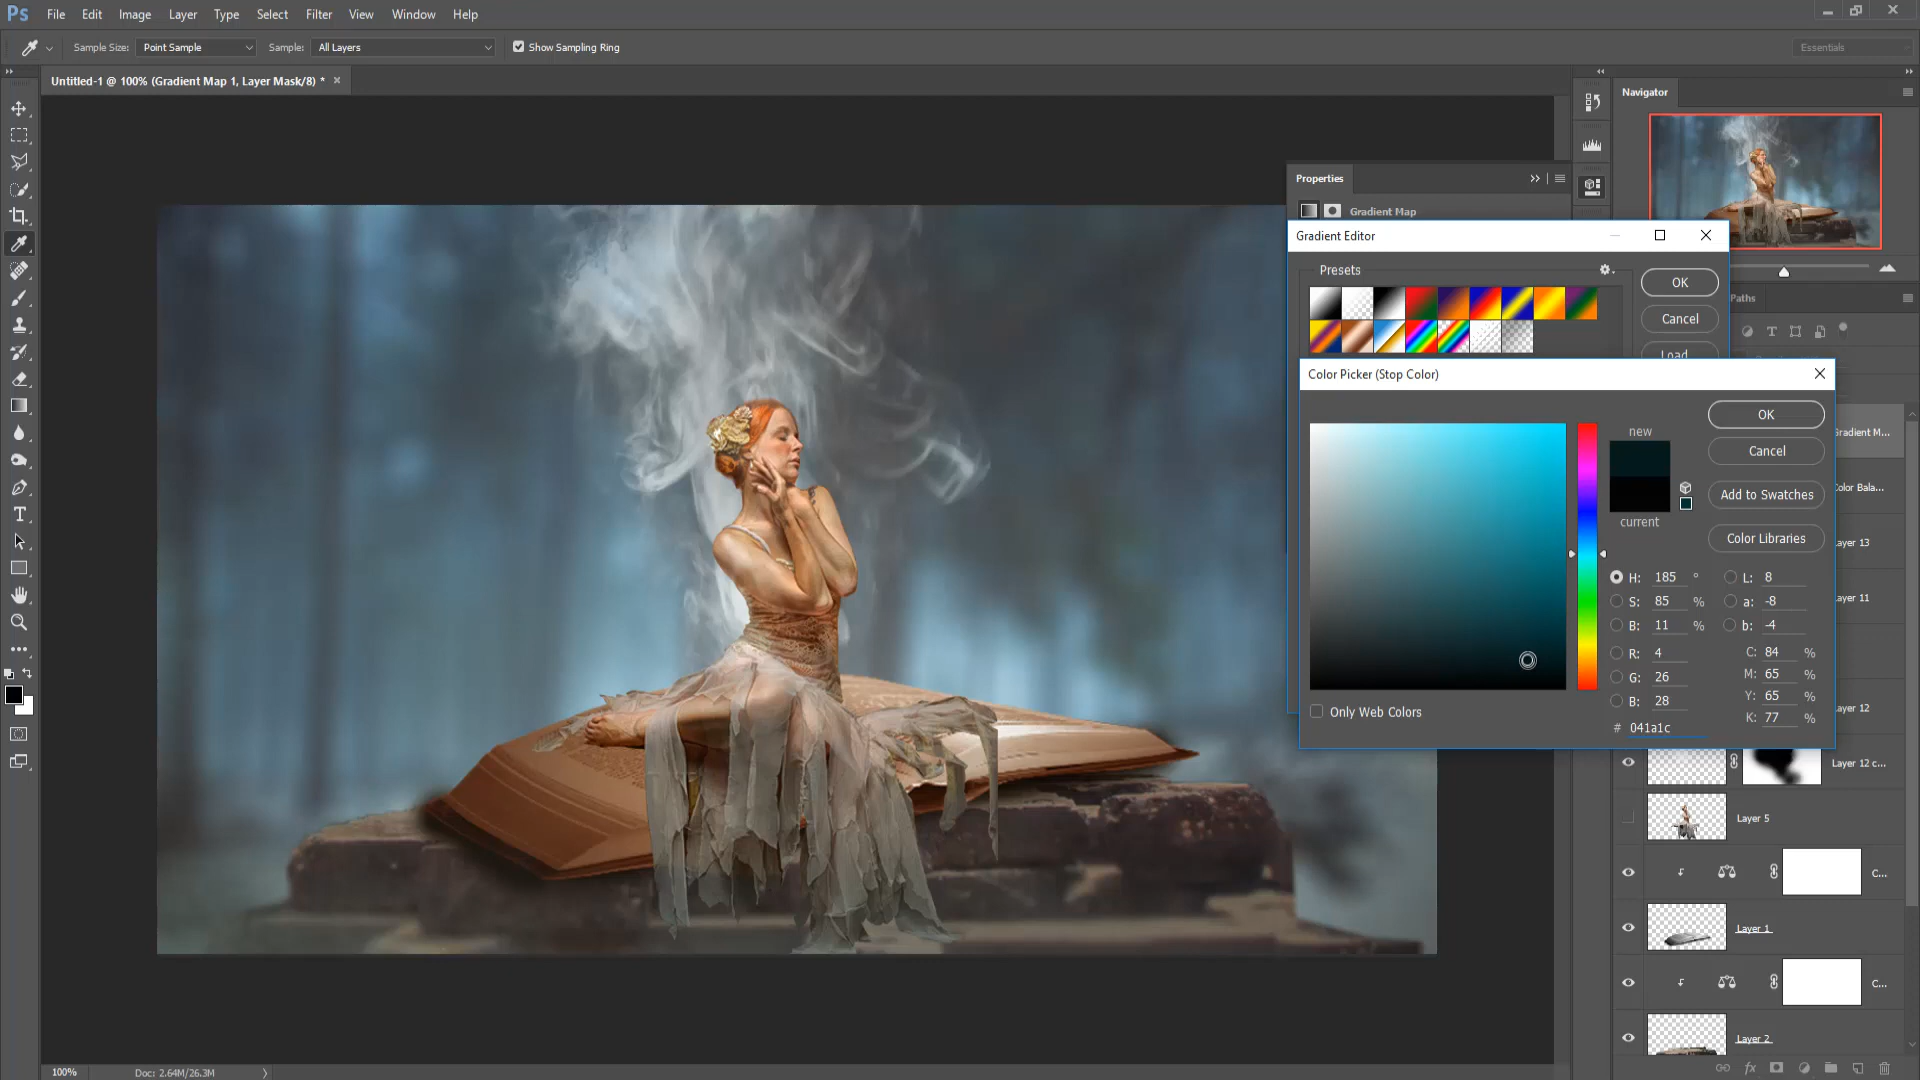 Ps File Edit Image Layer Type Select Filter View Window Help
Sample Size: Point Sample Sample: All Layers Show Sampling Ring Essentials
Untitled-1 @ 100% (Gradient Map 1, Layer Mask/8) * ×
Navigator
Properties
Gradient Map
Gradient Editor
Presets
OK
Cancel
Load...
Paths
Color Picker (Stop Color)
OK
new
Cancel
Add to Swatches
current
Color Libraries
H: 185 ° L: 8
S: 85 % a: -8
B: 11 % b: -4
R: 4 C: 84 %
G: 26 M: 65 %
B: 28 Y: 65 %
# 041a1c K: 77 %
Only Web Colors
Gradient M...
Color Bala...
Layer 13
Layer 11
Layer 12
Layer 12 c...
Layer 5
C...
Layer 1
C...
Layer 2
fx
100% Doc: 2.64M/26.3M